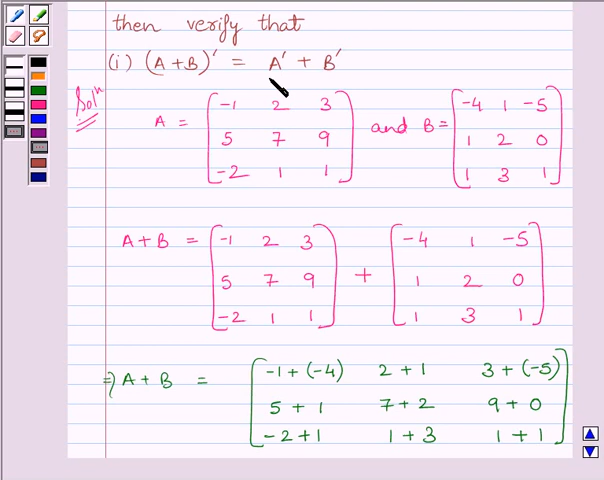 then verify that
(i) (A+B)' = A' + B'
Solⁿ
A = [ -1 2 3 ; 5 7 9 ; -2 1 1 ] and B = [ -4 1 -5 ; 1 2 0 ; 1 3 1 ]
A+B = [ -1 2 3 ; 5 7 9 ; -2 1 1 ] + [ -4 1 -5 ; 1 2 0 ; 1 3 1 ]
⇒ A+B = [ -1+(-4) 2+1 3+(-5) ; 5+1 7+2 9+0 ; -2+1 1+3 1+1 ]